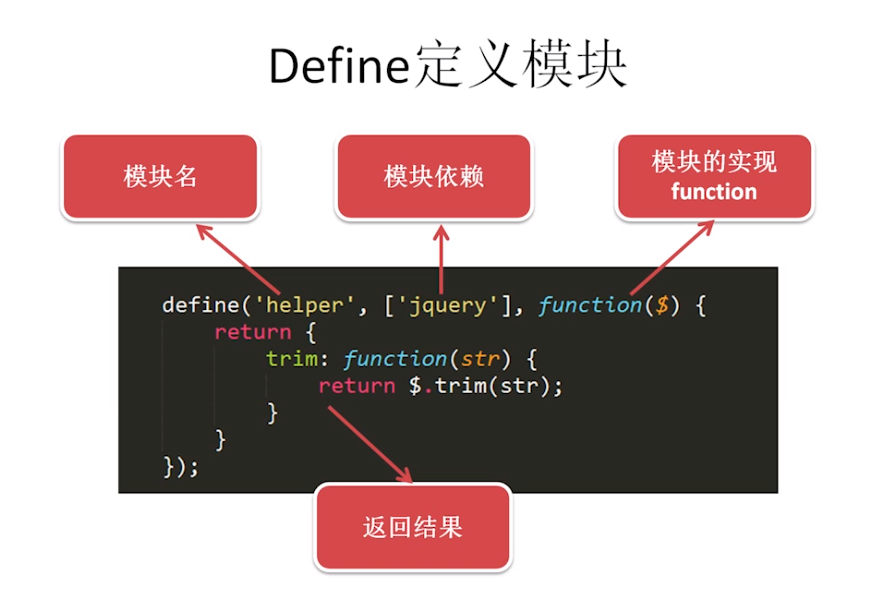 Define定义模块
模块名
模块依赖
模块的实现
function
define('helper', ['jquery'], function($) {
return {
trim: function(str) {
return $.trim(str);
}
}
});
返回结果